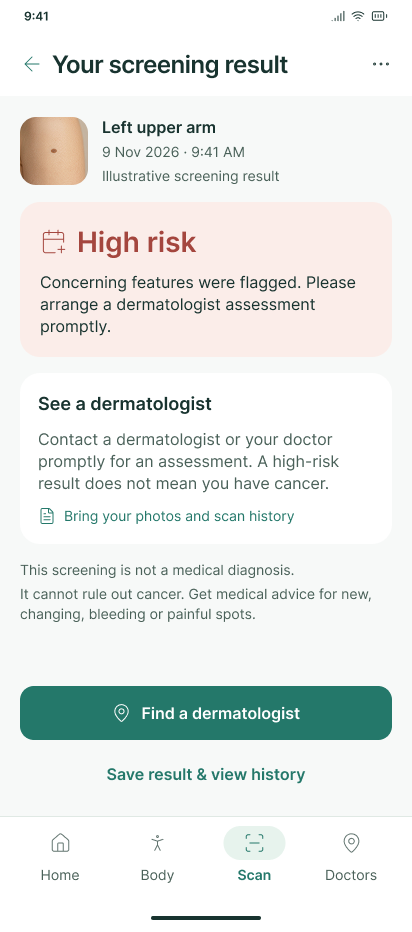 9:41
Your screening result
Left upper arm
9 Nov 2026 · 9:41 AM
Illustrative screening result
High risk
Concerning features were flagged. Please
arrange a dermatologist assessment
promptly.
See a dermatologist
Contact a dermatologist or your doctor
promptly for an assessment. A high-risk
result does not mean you have cancer.
Bring your photos and scan history
This screening is not a medical diagnosis.
It cannot rule out cancer. Get medical advice for new,
changing, bleeding or painful spots.
Find a dermatologist
Save result & view history
Home
Body
Scan
Doctors